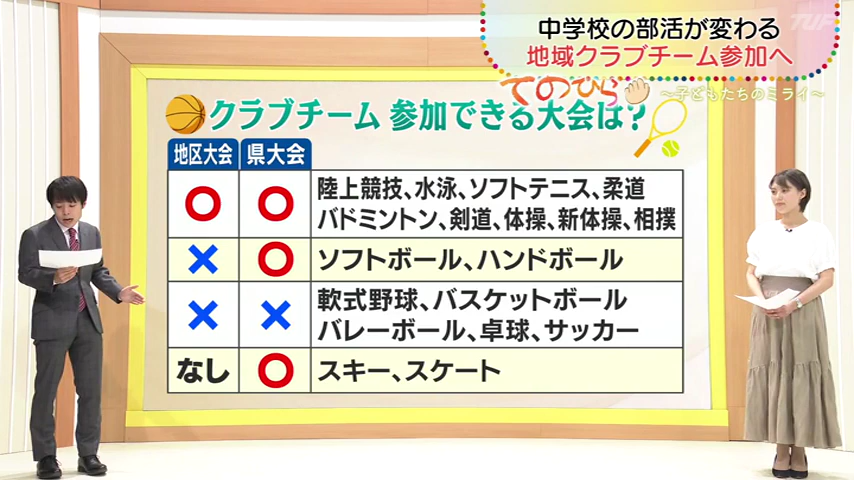 中学校の部活が変わる
地域クラブチーム参加へ
TUF
てのひら
～子どもたちのミライ～
クラブチーム 参加できる大会は？
地区大会 県大会
○ ○ 陸上競技、水泳、ソフトテニス、柔道
バドミントン、剣道、体操、新体操、相撲
× ○ ソフトボール、ハンドボール
× × 軟式野球、バスケットボール
バレーボール、卓球、サッカー
なし ○ スキー、スケート